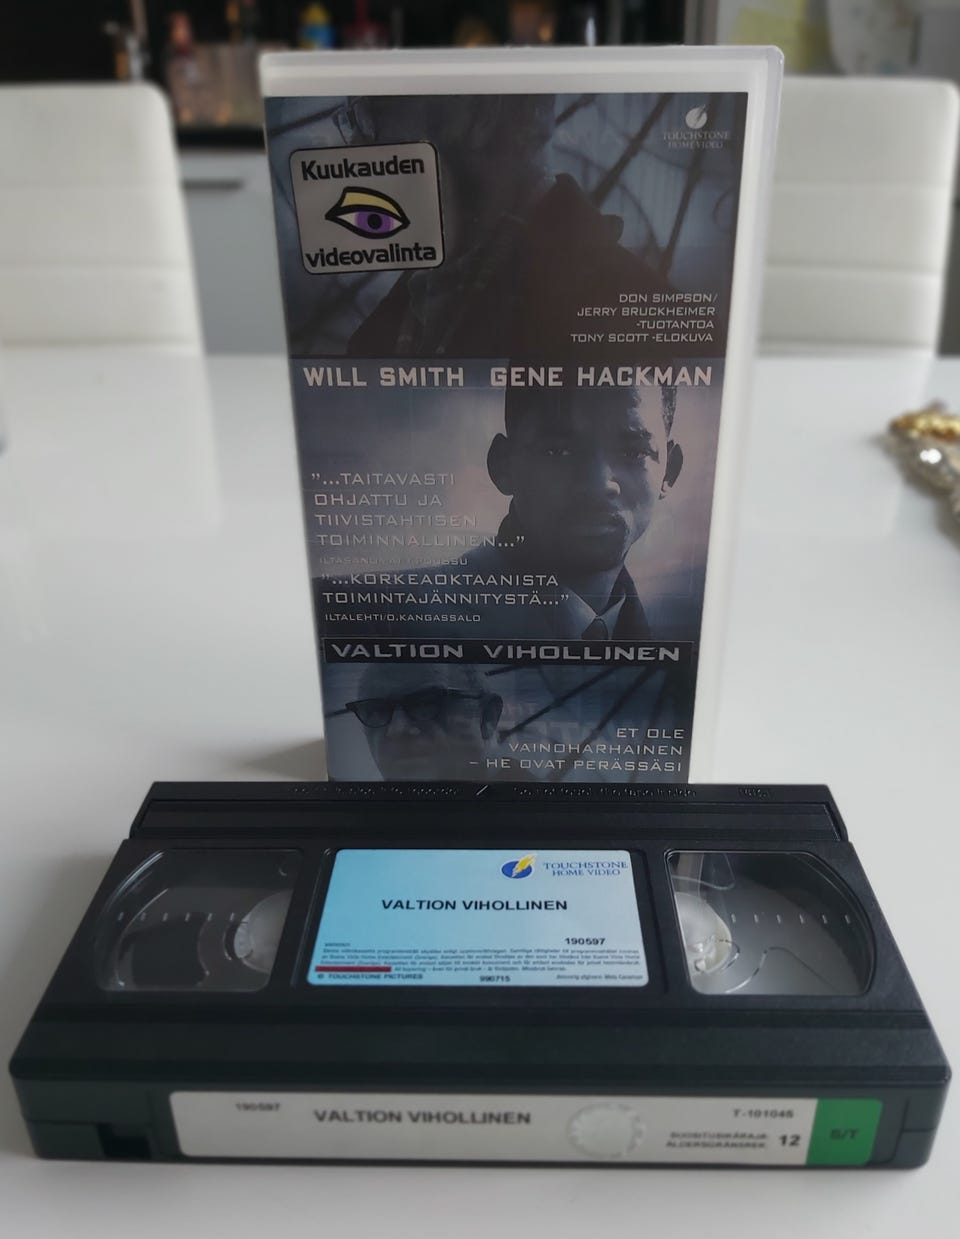 Kuukauden
videovalinta
TOUCHSTONE
HOME VIDEO
DON SIMPSON/
JERRY BRUCKHEIMER
-TUOTANTOA
TONY SCOTT -ELOKUVA
WILL SMITH GENE HACKMAN
"...TAITAVASTI
OHJATTU JA
TIIVISTAHTISEN
TOIMINNALLINEN..."
"...KORKEAOKTAANISTA
TOIMINTAJÄNNITYSTÄ..."
ILTALEHTI/O.KANGASSALO
VALTION VIHOLLINEN
ET OLE
VAINOHARHAINEN
– HE OVAT PERÄSSÄSI
TOUCHSTONE
HOME VIDEO
VALTION VIHOLLINEN
190597
© TOUCHSTONE PICTURES 990715
190597 VALTION VIHOLLINEN T-101045
SUOSITUSIKÄRAJA 12 S/T